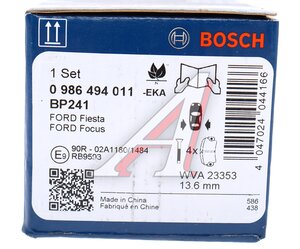 BOSCH
1 Set
0 986 494 011
BP241
-EKA
FORD Fiesta
FORD Focus
E9
90R - 02A1180/1484
RB9593
4x
WVA 23353
13.6 mm
Made in China
Fabriqué en Chine
586
438
4 047024 044166